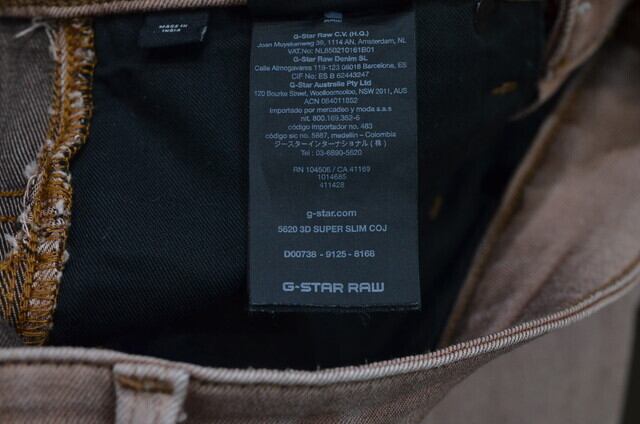 MADE IN
INDIA
RAW
G-Star Raw C.V. (H.Q.)
Joan Muyskenweg 39, 1114 AN, Amsterdam, NL
VAT.No: NL850210161B01
G-Star Raw Denim SL
Calle Almogavares 119-123 08018 Barcelona, ES
CIF No: ES B 62443247
G-Star Australia Pty Ltd
120 Bourke Street, Woolloomooloo, NSW 2011, AUS
ACN 064011852
Importado por mercadeo y moda s.a.s
nit. 800.169.352-6
código importador no. 483
código sic no. 5887, medellin – Colombia
ジースターインターナショナル ( 株 )
Tel : 03-6890-5620
RN 104506 / CA 41169
1014685
411428
g-star.com
5620 3D SUPER SLIM COJ
D00738 - 9125 - 8168
G-STAR RAW